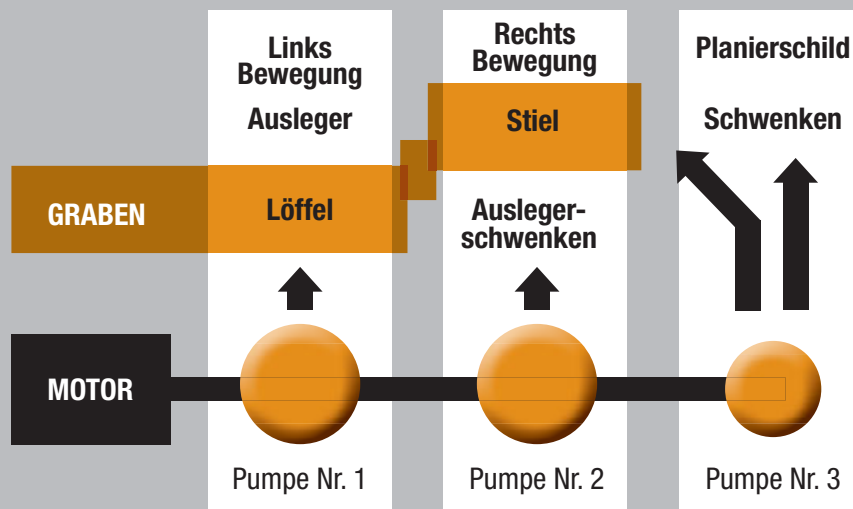 Links
Bewegung
Ausleger
Löffel
Rechts
Bewegung
Stiel
Ausleger-
schwenken
Planierschild
Schwenken
GRABEN
MOTOR
Pumpe Nr. 1
Pumpe Nr. 2
Pumpe Nr. 3